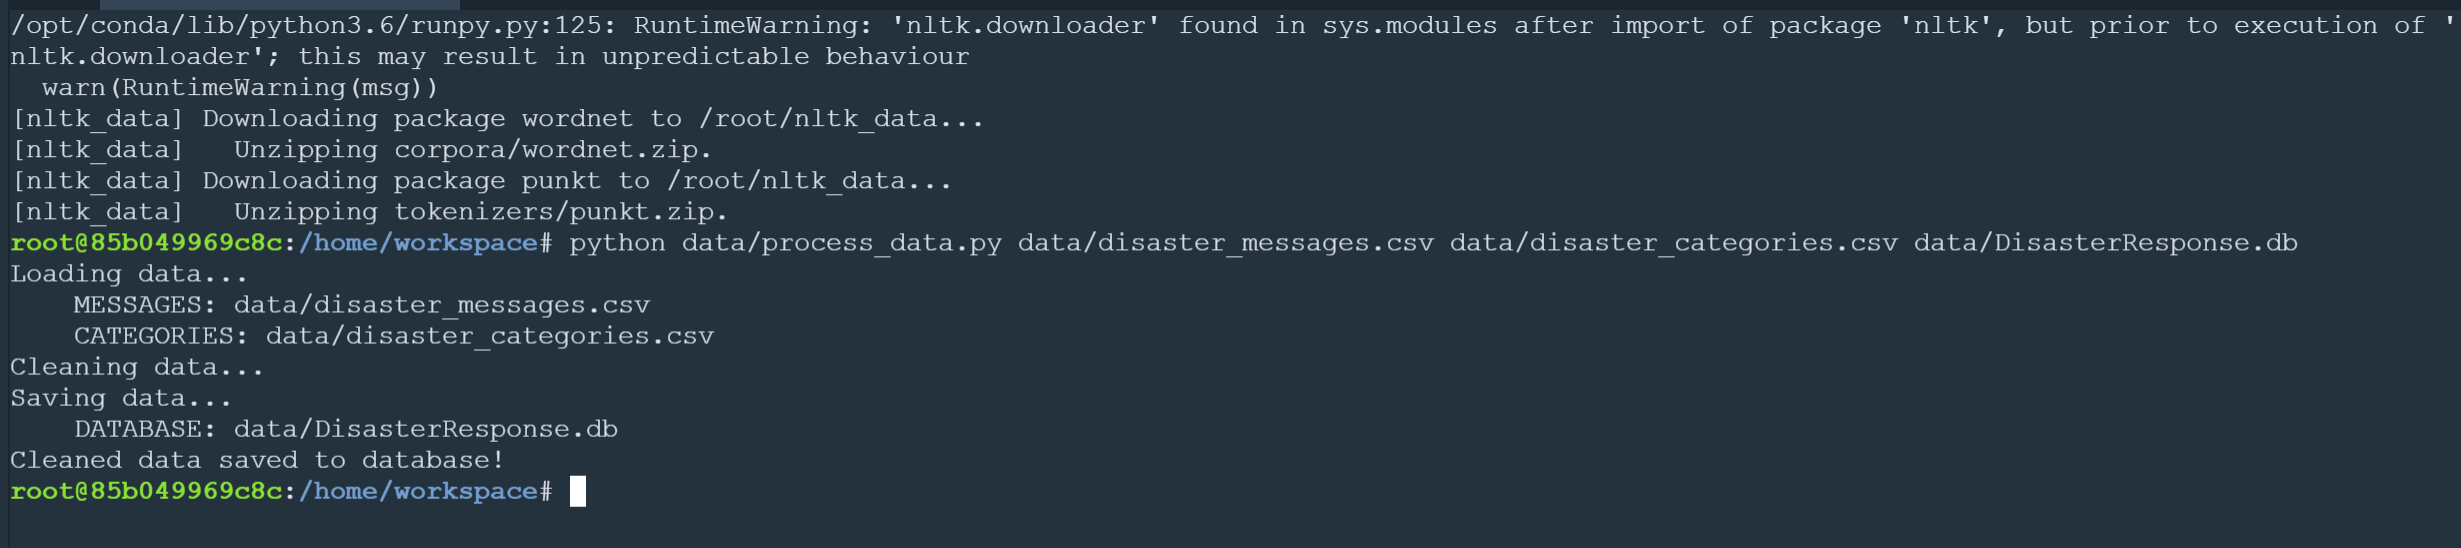 /opt/conda/lib/python3.6/runpy.py:125: RuntimeWarning: 'nltk.downloader' found in sys.modules after import of package 'nltk', but prior to execution of '
nltk.downloader'; this may result in unpredictable behaviour
  warn(RuntimeWarning(msg))
[nltk_data] Downloading package wordnet to /root/nltk_data...
[nltk_data]   Unzipping corpora/wordnet.zip.
[nltk_data] Downloading package punkt to /root/nltk_data...
[nltk_data]   Unzipping tokenizers/punkt.zip.
root@85b049969c8c:/home/workspace# python data/process_data.py data/disaster_messages.csv data/disaster_categories.csv data/DisasterResponse.db
Loading data...
    MESSAGES: data/disaster_messages.csv
    CATEGORIES: data/disaster_categories.csv
Cleaning data...
Saving data...
    DATABASE: data/DisasterResponse.db
Cleaned data saved to database!
root@85b049969c8c:/home/workspace#